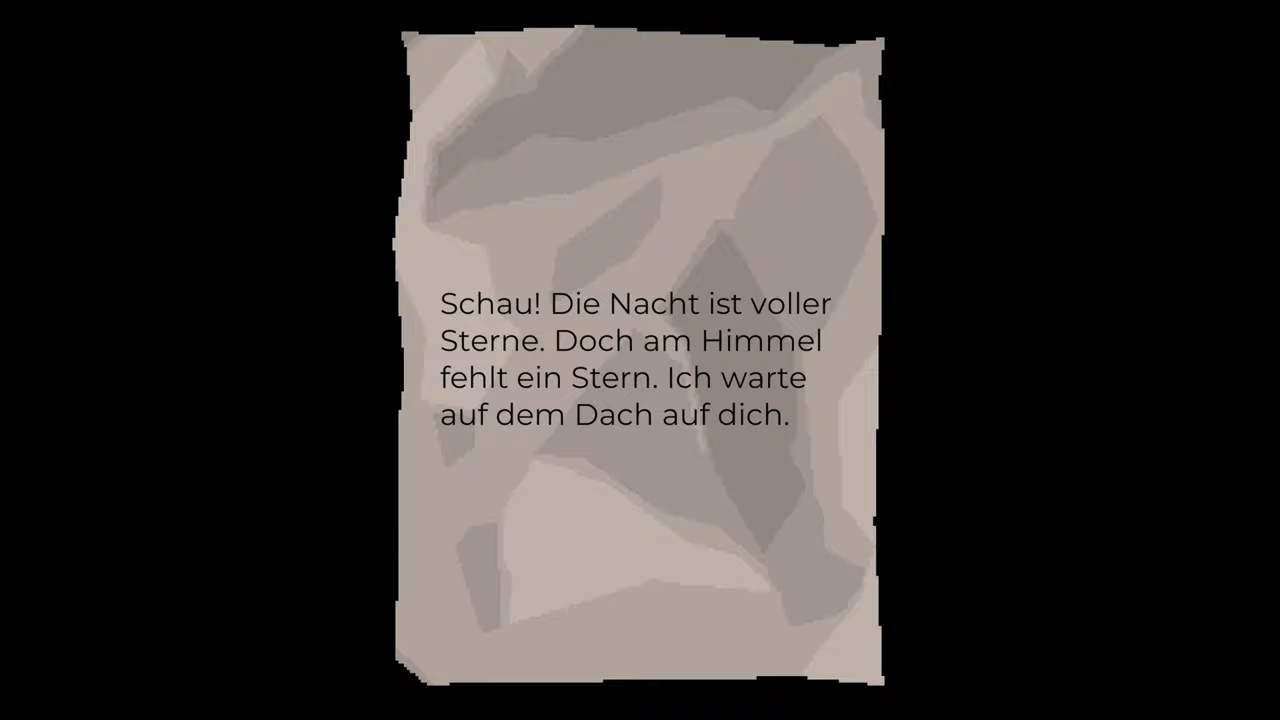 Schau! Die Nacht ist voller
Sterne. Doch am Himmel
fehlt ein Stern. Ich warte
auf dem Dach auf dich.